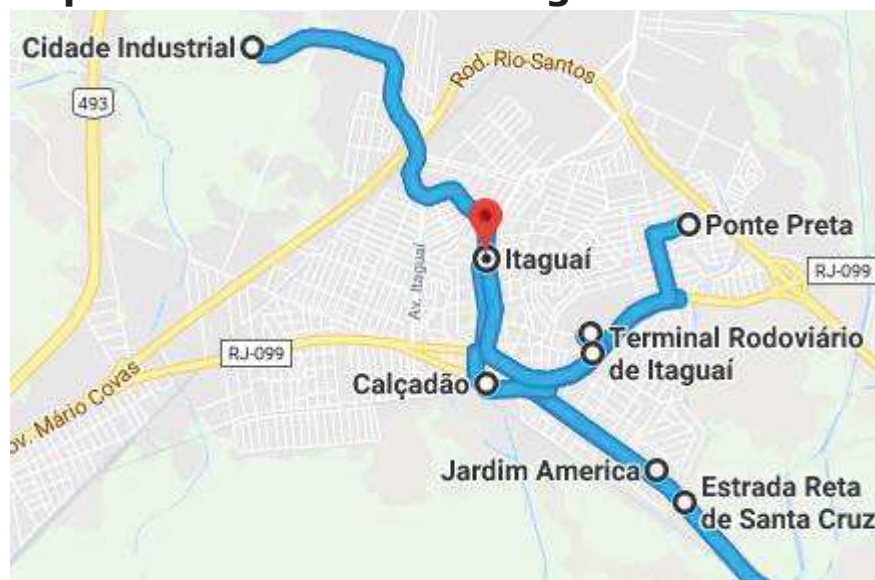 Cidade Industrial
Rod. Rio-Santos
493
Ponte Preta
Itaguaí
RJ-099
Av. Itaguaí
Terminal Rodoviário
de Itaguaí
RJ-099
Calçadão
ov. Mário Covas
Jardim America
Estrada Reta
de Santa Cruz